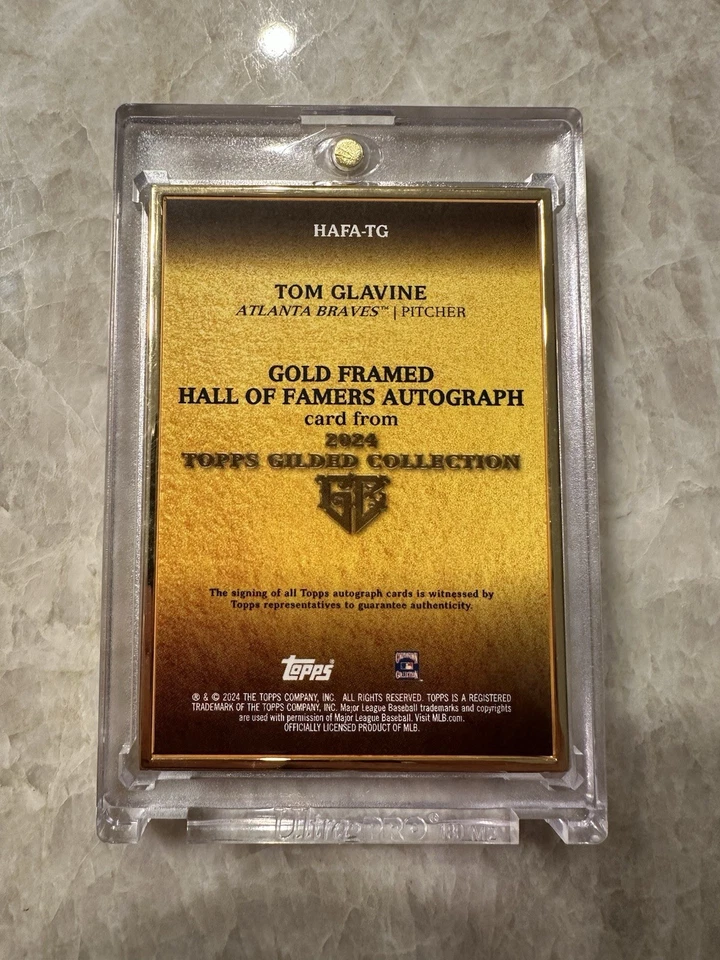 HAFA-TG
TOM GLAVINE
ATLANTA BRAVES™ | PITCHER
GOLD FRAMED
HALL OF FAMERS AUTOGRAPH
card from
2024
TOPPS GILDED COLLECTION
GC
The signing of all Topps autograph cards is witnessed by
Topps representatives to guarantee authenticity.
topps®
® & © 2024 THE TOPPS COMPANY, INC. ALL RIGHTS RESERVED. TOPPS IS A REGISTERED
TRADEMARK OF THE TOPPS COMPANY, INC. Major League Baseball trademarks and copyrights
are used with permission of Major League Baseball. Visit MLB.com.
OFFICIALLY LICENSED PRODUCT OF MLB.